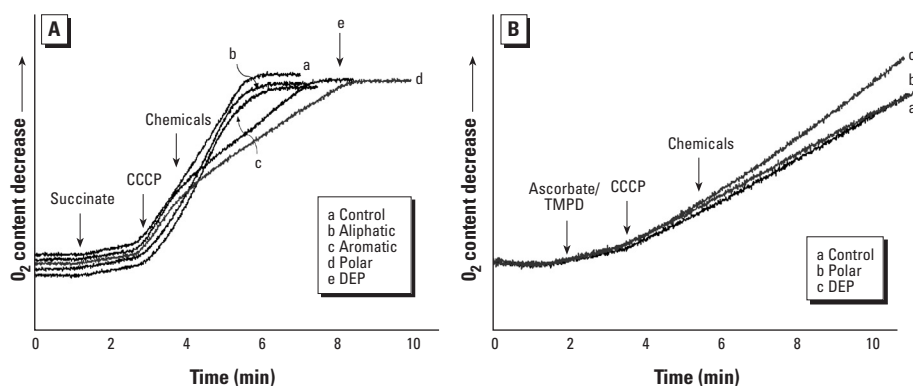 A
O2 content decrease
Succinate
CCCP
Chemicals
b
a
e
d
c
a Control
b Aliphatic
c Aromatic
d Polar
e DEP
0 2 4 6 8 10
Time (min)
B
O2 content decrease
Ascorbate/
TMPD
CCCP
Chemicals
b
a
a Control
b Polar
c DEP
0 2 4 6 8 10
Time (min)